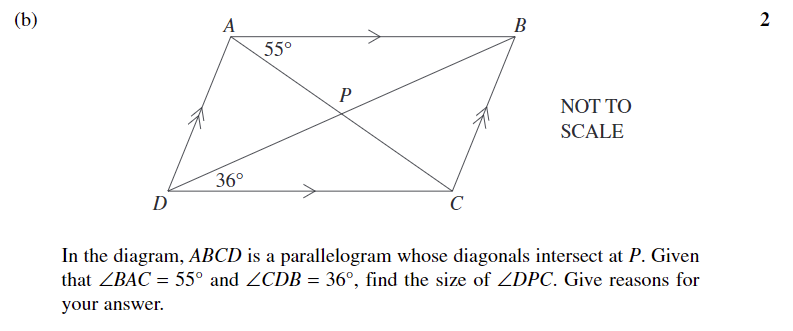 (b)
2
A
B
55°
P
NOT TO
SCALE
36°
D
C
In the diagram, ABCD is a parallelogram whose diagonals intersect at P. Given
that ∠BAC = 55° and ∠CDB = 36°, find the size of ∠DPC. Give reasons for
your answer.